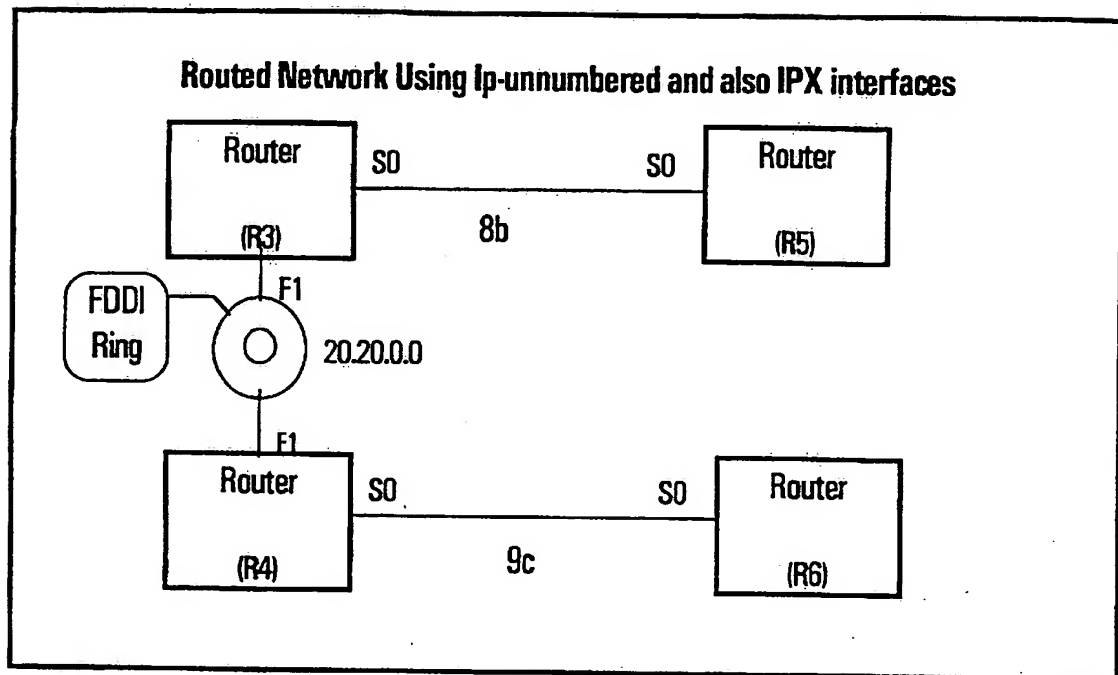 Routed Network Using Ip-unnumbered and also IPX interfaces
Router
S0
S0
Router
(R3)
8b
(R5)
F1
FDDI
Ring
20.20.0.0
F1
Router
S0
S0
Router
(R4)
9c
(R6)